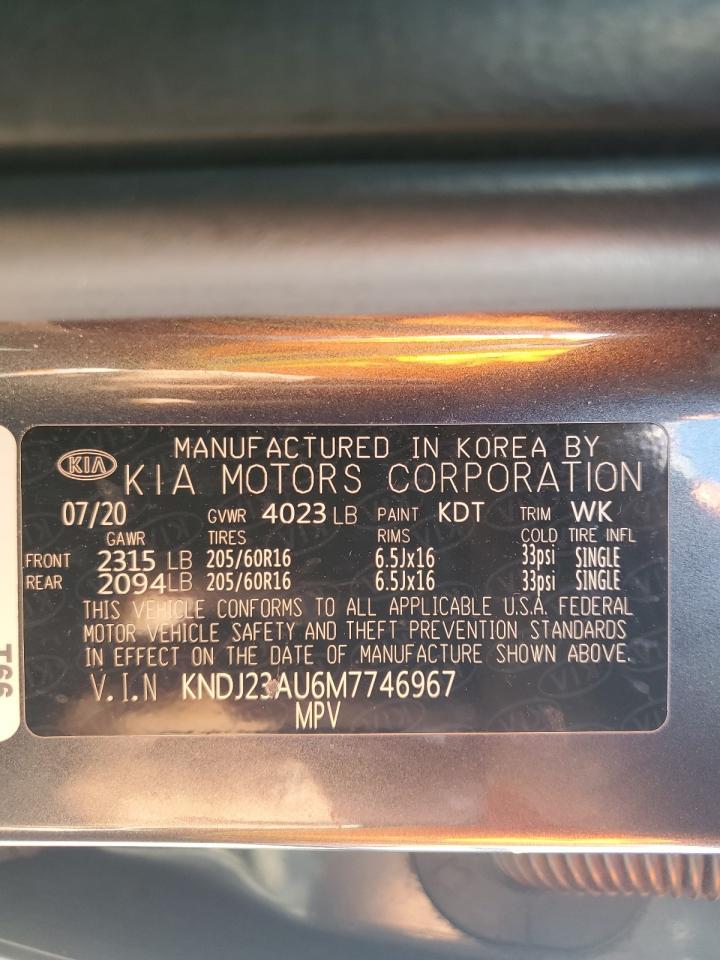 MANUFACTURED IN KOREA BY
KIA KIA MOTORS CORPORATION
07/20 GVWR 4023 LB PAINT KDT TRIM WK
GAWR TIRES RIMS COLD TIRE INFL
FRONT 2315 LB 205/60R16 6.5Jx16 33psi SINGLE
REAR 2094 LB 205/60R16 6.5Jx16 33psi SINGLE
THIS VEHICLE CONFORMS TO ALL APPLICABLE U.S.A. FEDERAL
MOTOR VEHICLE SAFETY AND THEFT PREVENTION STANDARDS
IN EFFECT ON THE DATE OF MANUFACTURE SHOWN ABOVE.
V.I.N KNDJ23AU6M7746967
MPV
T66